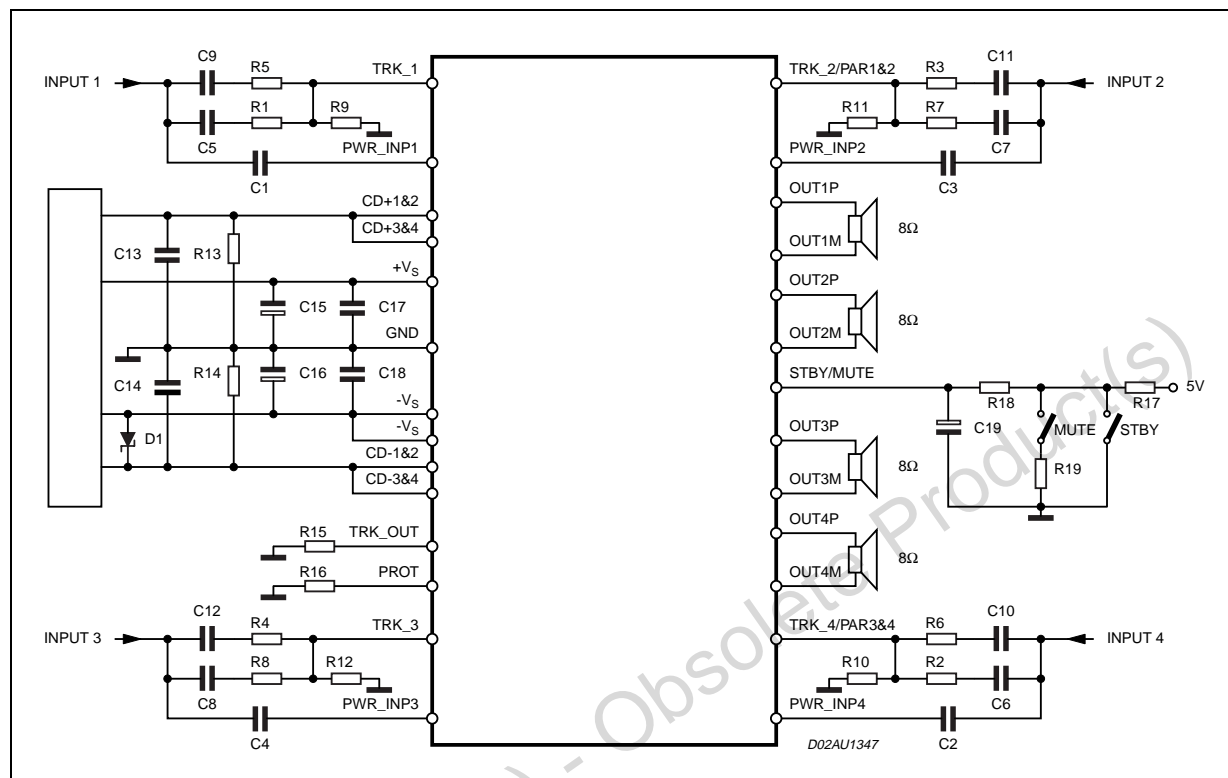 C9
R5
INPUT 1
TRK_1
R1
R9
C5
PWR_INP1
C1
TRK_2/PAR1&2
R3
C11
INPUT 2
R11
R7
PWR_INP2
C7
C3
CD+1&2
CD+3&4
C13
R13
+VS
C15
C17
GND
C14
R14
C16
C18
-VS
-VS
D1
CD-1&2
CD-3&4
R15
TRK_OUT
R16
PROT
OUT1P
8Ω
OUT1M
OUT2P
8Ω
OUT2M
STBY/MUTE
R18
R17
5V
C19
MUTE
STBY
R19
OUT3P
8Ω
OUT3M
OUT4P
8Ω
OUT4M
C12
R4
INPUT 3
TRK_3
R8
R12
C8
PWR_INP3
C4
TRK_4/PAR3&4
R6
C10
INPUT 4
R10
R2
PWR_INP4
C6
C2
D02AU1347
) - Obsolete Product(s)